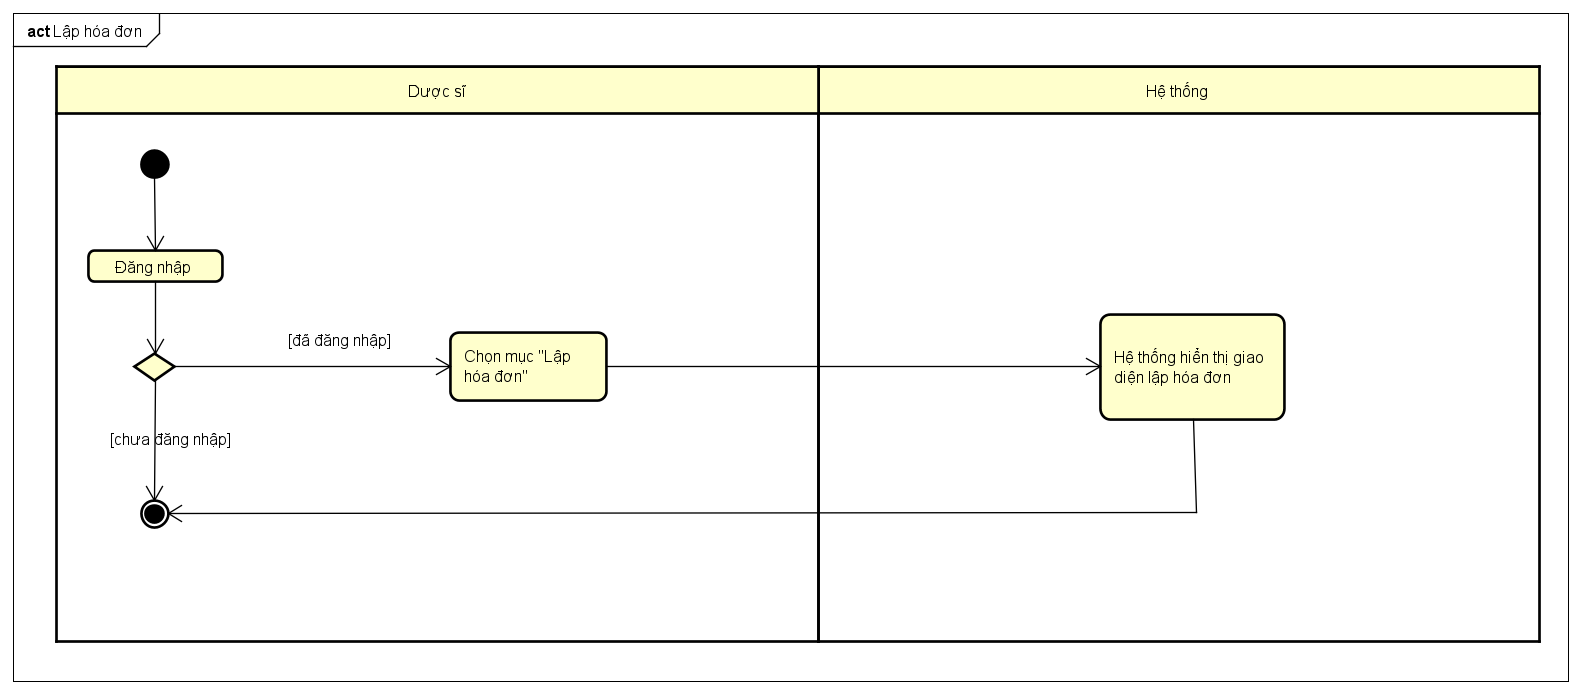 act Lập hóa đơn
Dược sĩ
Hệ thống
Đăng nhập
[đã đăng nhập]
Chọn mục "Lập
hóa đơn"
Hệ thống hiển thị giao
diện lập hóa đơn
[chưa đăng nhập]